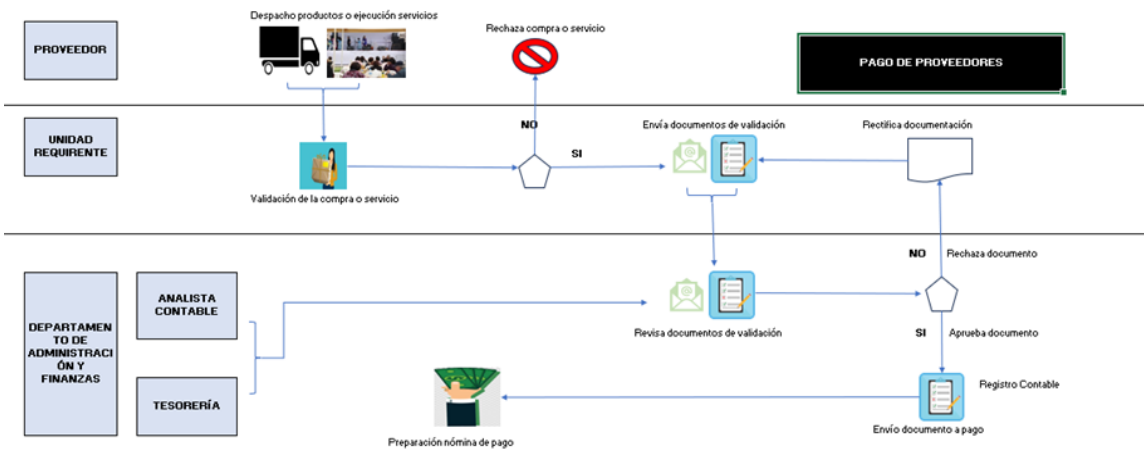 Despacho productos o ejecución servicios
Rechaza compra o servicio
PROVEEDOR
PAGO DE PROVEEDORES
UNIDAD
REQUIRENTE
NO
SI
Envía documentos de validación
Rectifica documentación
Validación de la compra o servicio
NO
Rechaza documento
DEPARTAMEN
TO DE
ADMINISTRACI
ÓN Y
FINANZAS
ANALISTA
CONTABLE
TESORERÍA
Revisa documentos de validación
SI
Aprueba documento
Registro Contable
Envío documento a pago
Preparación nómina de pago